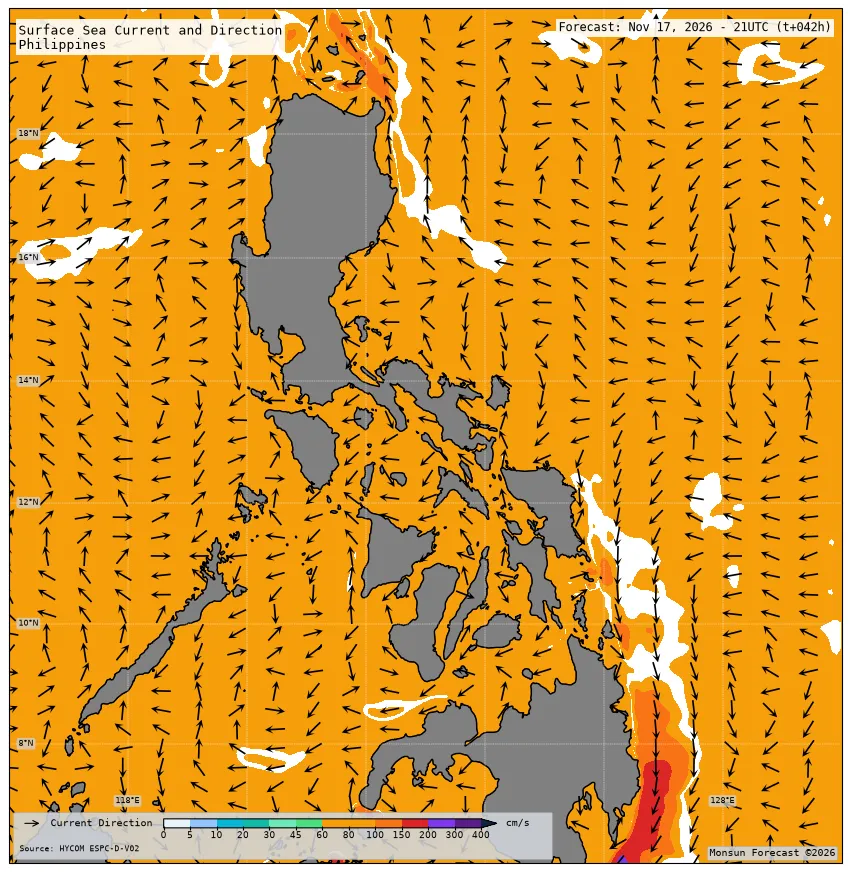 Surface Sea Current and Direction
Philippines
Forecast: Nov 17, 2026 - 21UTC (t+042h)
18°N
16°N
14°N
12°N
10°N
8°N
118°E
128°E
Current Direction
0 5 10 20 30 45 60 80 100 150 200 300 400
cm/s
Source: HYCOM ESPC-D-V02
Monsun Forecast ©2026